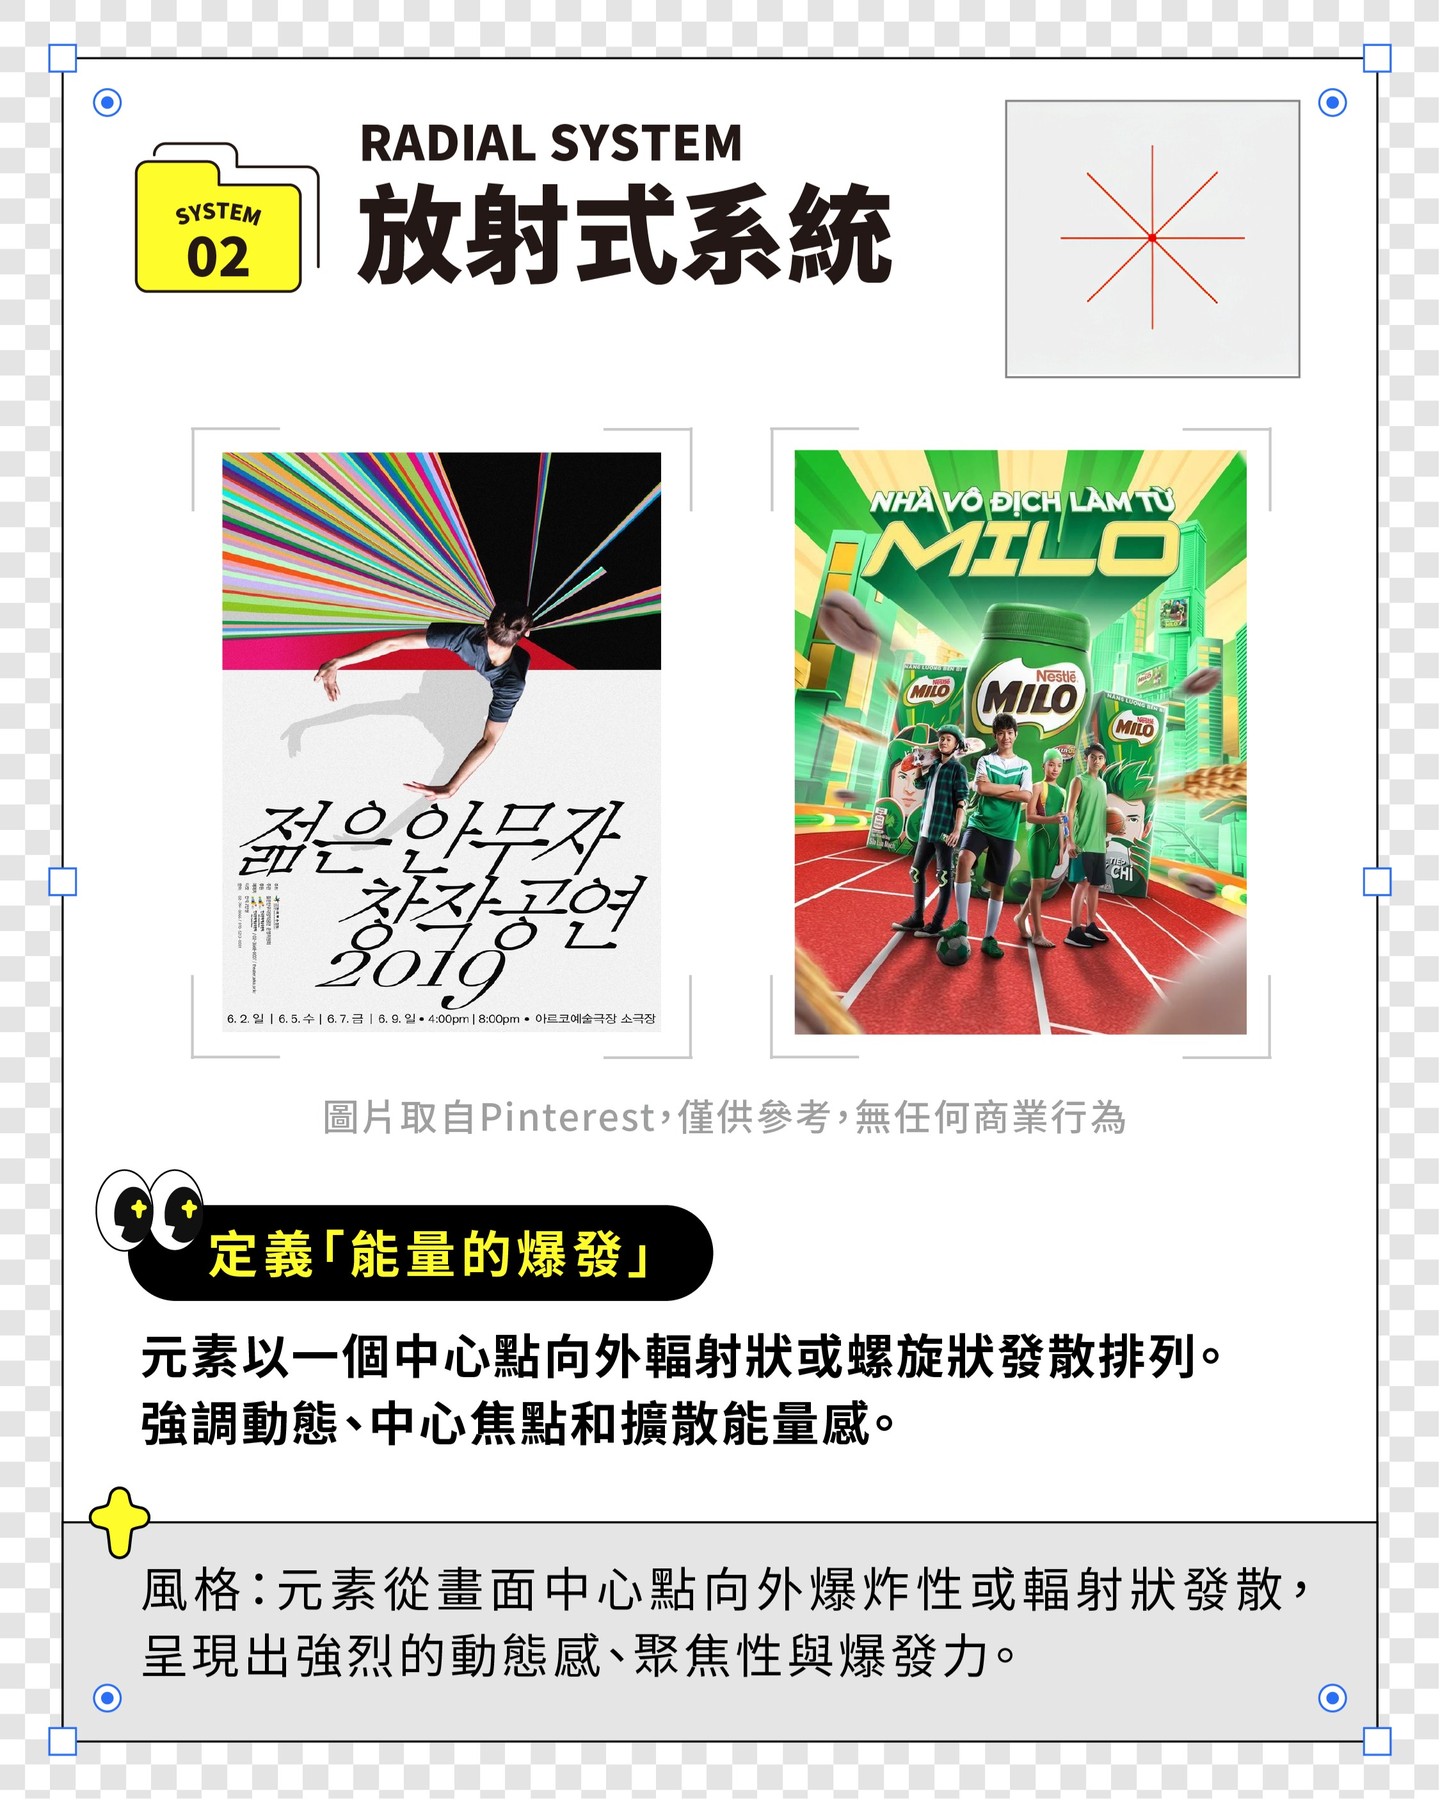 SYSTEM
02
RADIAL SYSTEM
放射式系統
젊은안무자
창작공연
2019
6. 2. 일 | 6. 5. 수 | 6. 7. 금 | 6. 9. 일 • 4:00pm | 8:00pm • 아르코예술극장 소극장
NHÀ VÔ ĐỊCH LÀM TỪ
MILO
Nestlé
MILO
MILO
Nestlé
MILO
TIẾP
CHÍ
圖片取自Pinterest，僅供參考，無任何商業行為
定義「能量的爆發」
元素以一個中心點向外輻射狀或螺旋狀發散排列。
強調動態、中心焦點和擴散能量感。
風格：元素從畫面中心點向外爆炸性或輻射狀發散，
呈現出強烈的動態感、聚焦性與爆發力。